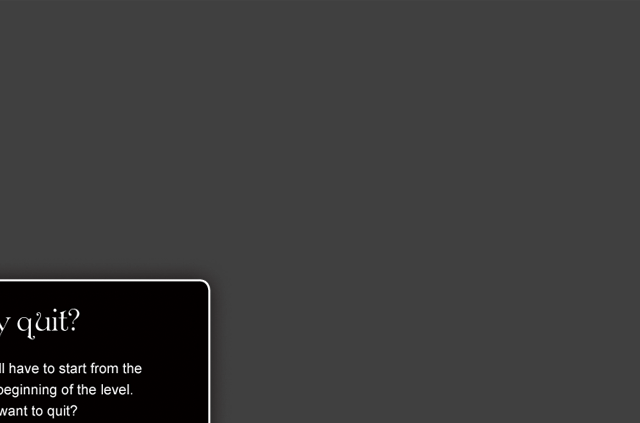 y quit?
ll have to start from the
beginning of the level.
want to quit?